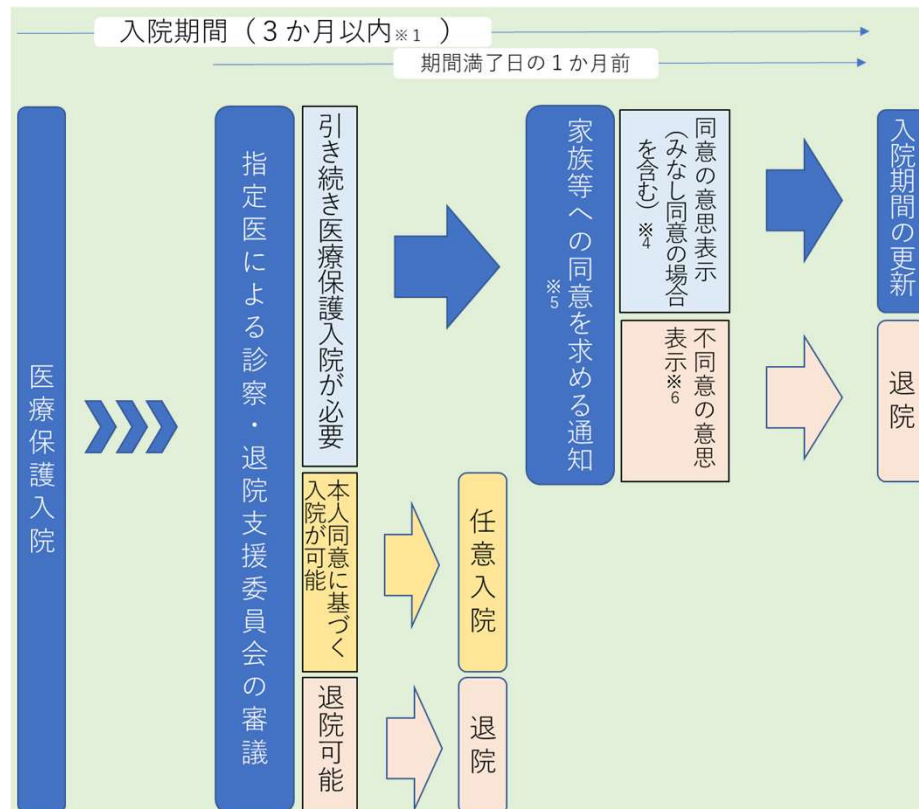 入院期間（３か月以内※１）
期間満了日の１か月前
医療保護入院
指定医による診察・退院支援委員会の審議
引き続き医療保護入院が必要
本人同意に基づく
入院が可能
退院可能
任意入院
退院
家族等への同意を求める通知
※5
同意の意思表示
（みなし同意の場合
を含む）※4
不同意の意思
表示※6
入院期間の更新
退院